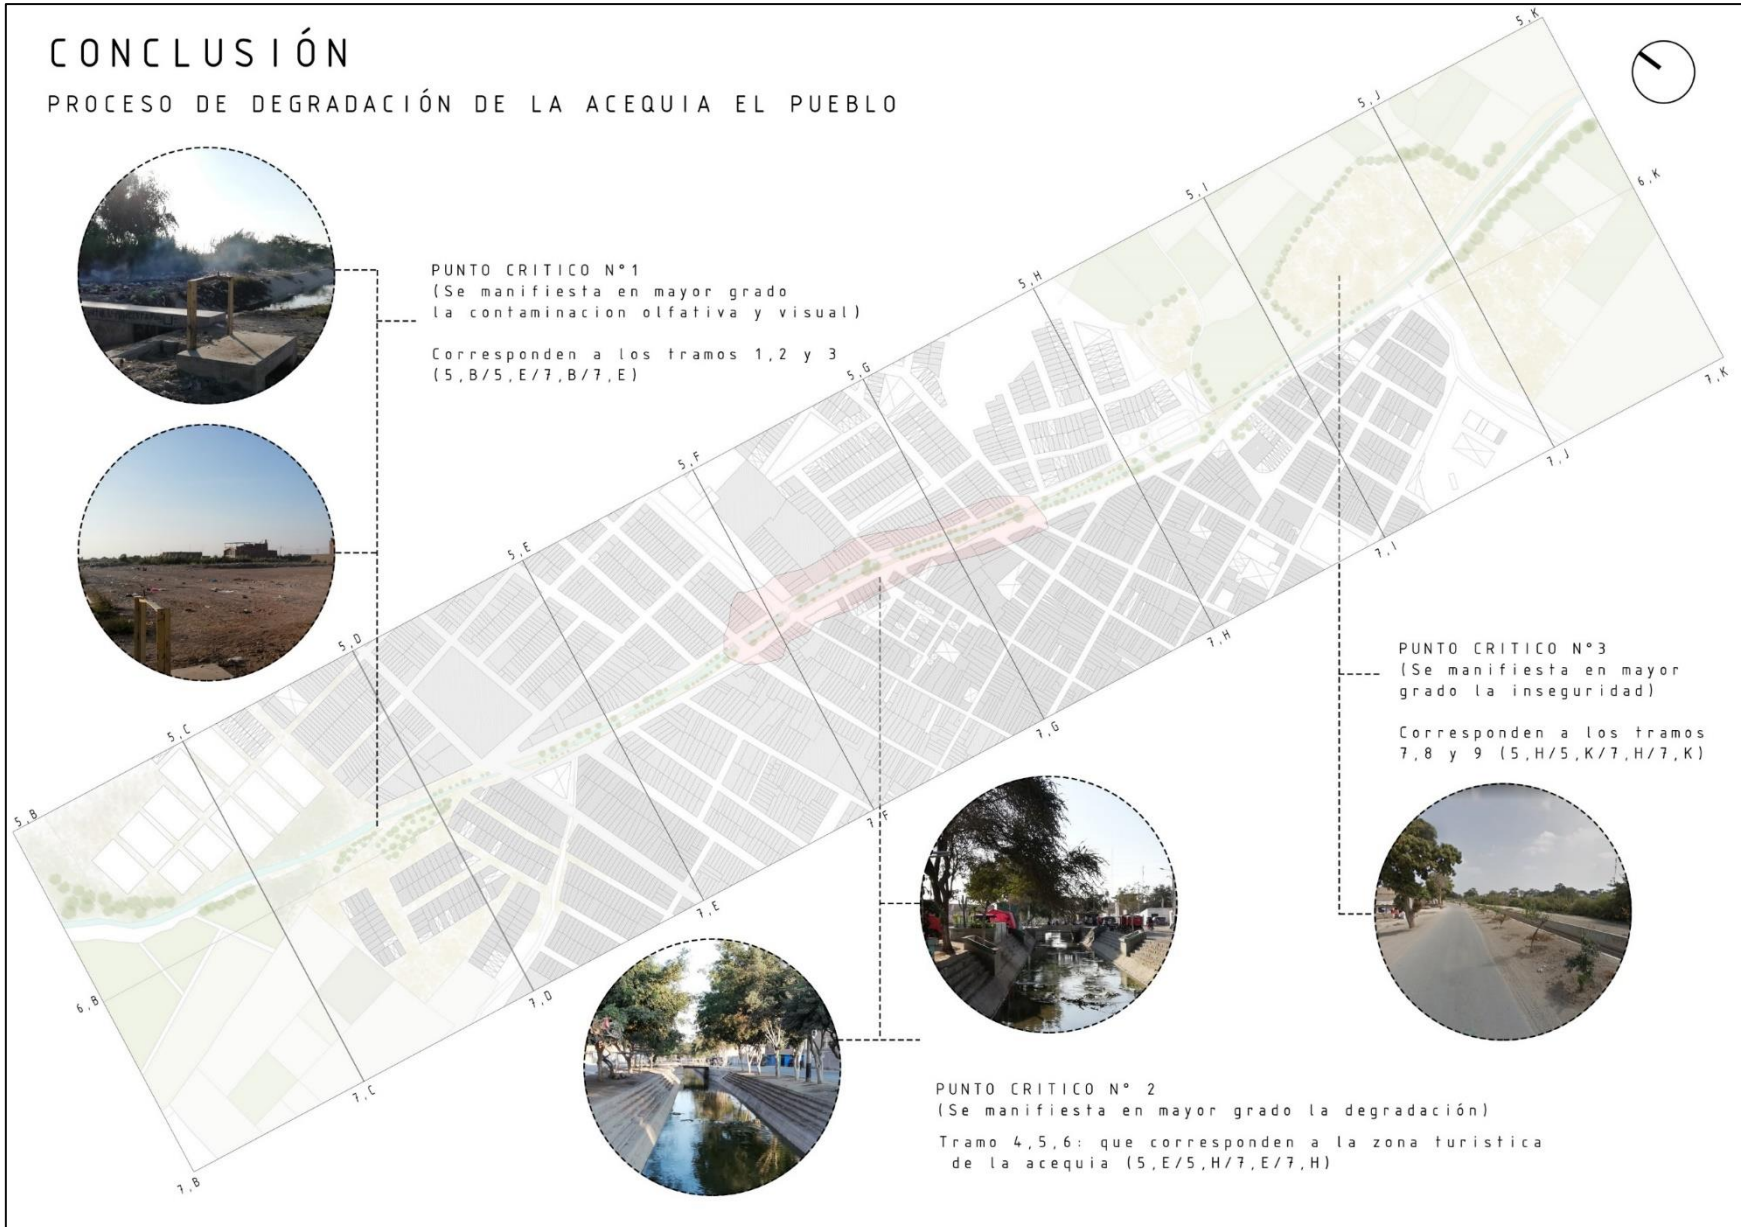 CONCLUSIÓN
PROCESO DE DEGRADACIÓN DE LA ACEQUIA EL PUEBLO
PUNTO CRITICO N°1
(Se manifiesta en mayor grado
la contaminacion olfativa y visual)
Corresponden a los tramos 1,2 y 3
(5,B/5,E/7,B/7,E)
5,K
5,J
6,K
5,I
5,H
7,K
5,G
5,F
7,J
5,E
7,I
5,D
7,H
PUNTO CRITICO N°3
(Se manifiesta en mayor
grado la inseguridad)
Corresponden a los tramos
7,8 y 9 (5,H/5,K/7,H/7,K)
5,C
7,G
5,B
7,F
7,E
6,B
7,D
7,C
7,B
PUNTO CRITICO N° 2
(Se manifiesta en mayor grado la degradación)
Tramo 4,5,6: que corresponden a la zona turistica
de la acequia (5,E/5,H/7,E/7,H)